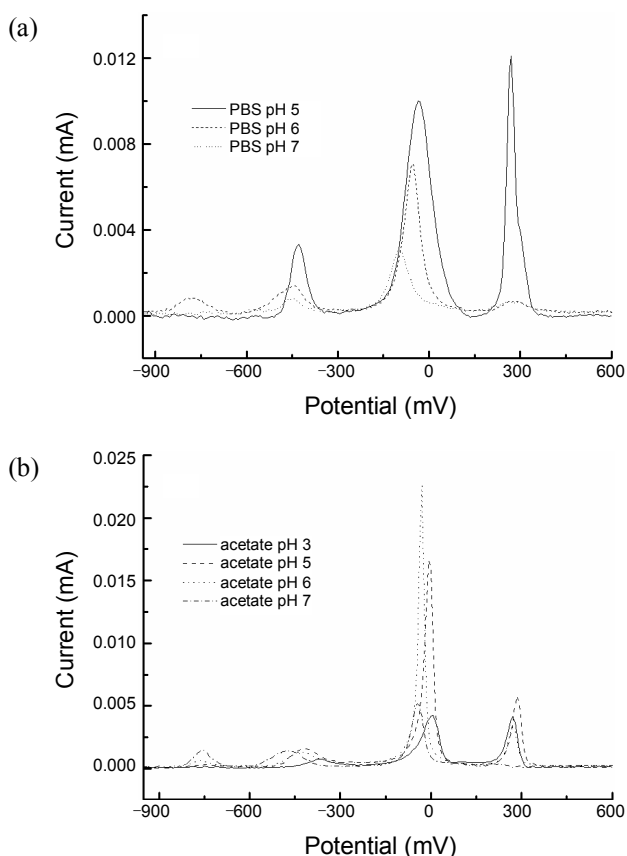 (a)
0.012
0.008
0.004
0.000
Current (mA)
PBS pH 5
PBS pH 6
PBS pH 7
−900 −600 −300 0 300 600
Potential (mV)
(b)
0.025
0.020
0.015
0.010
0.005
0.000
Current (mA)
acetate pH 3
acetate pH 5
acetate pH 6
acetate pH 7
−900 −600 −300 0 300 600
Potential (mV)